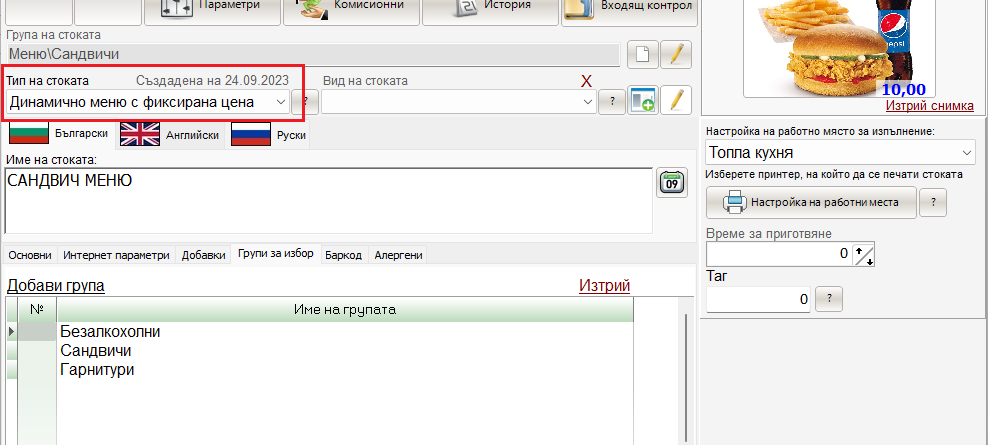 Параметри
Комисионни
История
Входящ контрол
Група на стоката
Меню\Сандвичи
Тип на стоката
Създадена на 24.09.2023
Вид на стоката
X
Динамично меню с фиксирана цена
?
?
Български
Английски
Руски
Име на стоката:
САНДВИЧ МЕНЮ
09
Основни
Интернет параметри
Добавки
Групи за избор
Баркод
Алергени
Добави група
Изтрий
№
Име на групата
Безалкохолни
Сандвичи
Гарнитури
pepsi
10,00
Изтрий снимка
Настройка на работно място за изпълнение:
Топла кухня
Изберете принтер, на който да се печати стоката
Настройка на работни места
?
Време за приготвяне
0
Таг
0
?